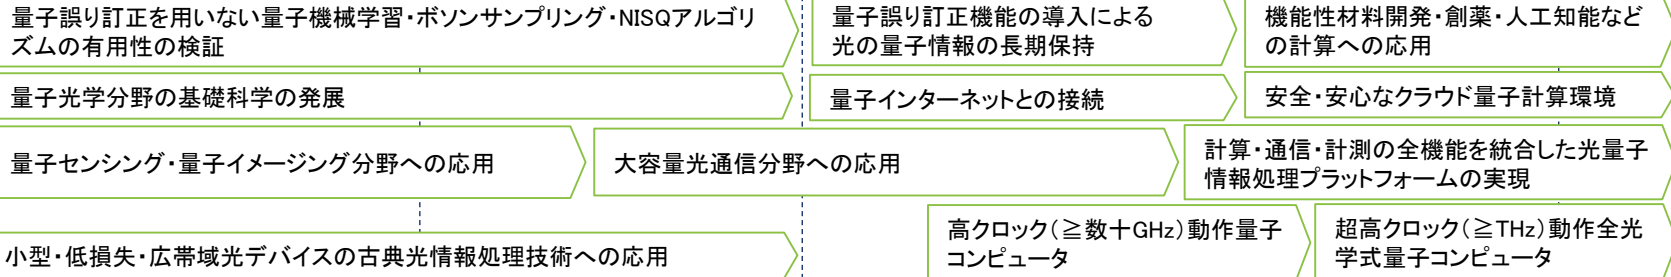 量子誤り訂正を用いない量子機械学習・ボソンサンプリング・NISQアルゴリ
ズムの有用性の検証
量子誤り訂正機能の導入による
光の量子情報の長期保持
機能性材料開発・創薬・人工知能など
の計算への応用
量子光学分野の基礎科学の発展
量子インターネットとの接続
安全・安心なクラウド量子計算環境
量子センシング・量子イメージング分野への応用
大容量光通信分野への応用
計算・通信・計測の全機能を統合した光量子
情報処理プラットフォームの実現
小型・低損失・広帯域光デバイスの古典光情報処理技術への応用
高クロック(≧数十GHz)動作量子
コンピュータ
超高クロック(≧THz)動作全光
学式量子コンピュータ